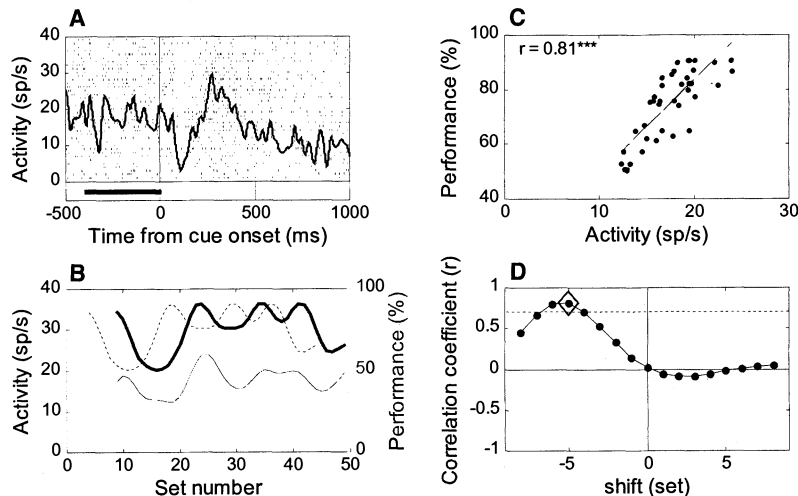 A
Activity (sp/s)
40
30
20
10
0
-500 0 500 1000
Time from cue onset (ms)
B
Activity (sp/s)
40
30
20
10
0
100
50
0
Performance (%)
0 10 20 30 40 50
Set number
C
r = 0.81***
Performance (%)
100
80
60
40
0 10 20 30
Activity (sp/s)
D
Correlation coefficient (r)
1
0.5
0
-0.5
-1
-5 0 5
shift (set)